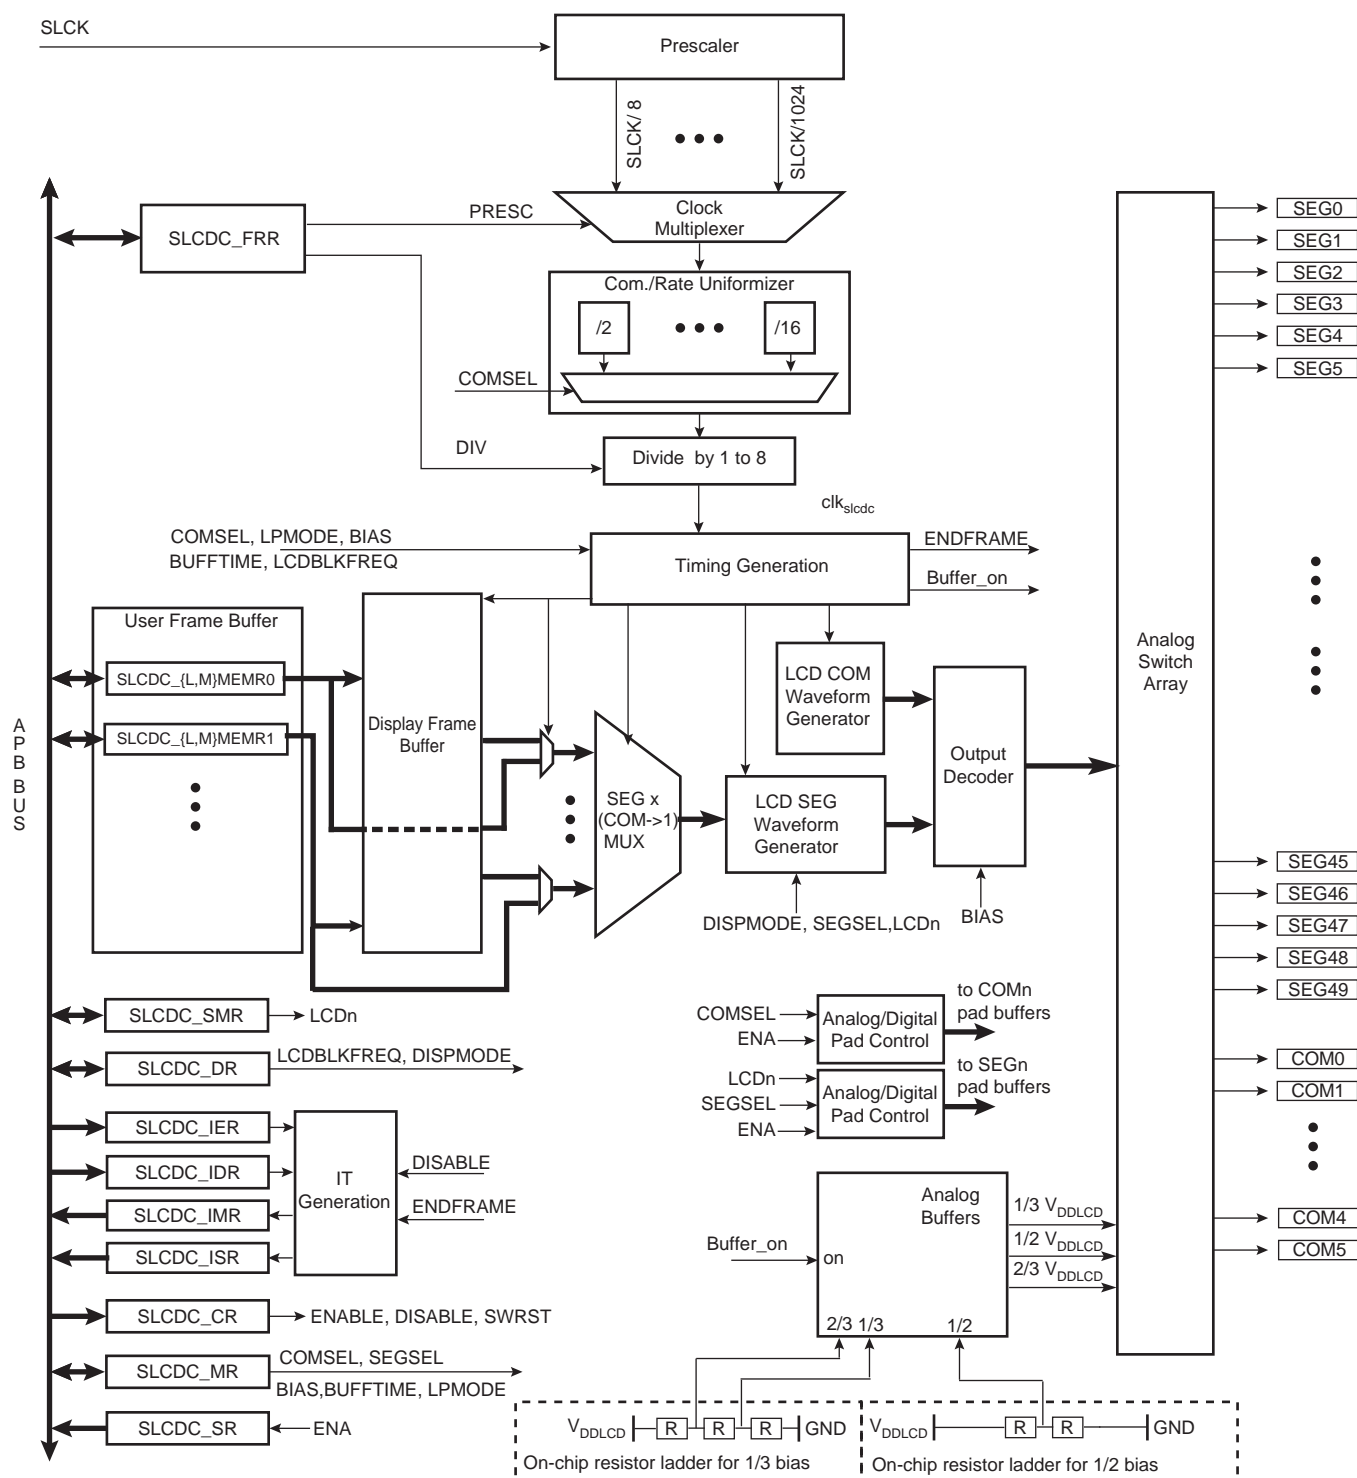 SLCK
Prescaler
SLCK/ 8
SLCK/1024
PRESC
Clock
Multiplexer
SLCDC_FRR
Com./Rate Uniformizer
/2
/16
COMSEL
DIV
Divide by 1 to 8
clkslcdc
COMSEL, LPMODE, BIAS
BUFFTIME, LCDBLKFREQ
Timing Generation
ENDFRAME
Buffer_on
User Frame Buffer
SLCDC_{L,M}MEMR0
SLCDC_{L,M}MEMR1
APB BUS
Display Frame
Buffer
SEG x
(COM->1)
MUX
LCD COM
Waveform
Generator
LCD SEG
Waveform
Generator
Output
Decoder
DISPMODE, SEGSEL,LCDn
BIAS
Analog
Switch
Array
SEG0
SEG1
SEG2
SEG3
SEG4
SEG5
SEG45
SEG46
SEG47
SEG48
SEG49
COM0
COM1
COM4
COM5
SLCDC_SMR
LCDn
SLCDC_DR
LCDBLKFREQ, DISPMODE
SLCDC_IER
SLCDC_IDR
SLCDC_IMR
SLCDC_ISR
IT
Generation
DISABLE
ENDFRAME
SLCDC_CR
ENABLE, DISABLE, SWRST
SLCDC_MR
COMSEL, SEGSEL
BIAS,BUFFTIME, LPMODE
SLCDC_SR
ENA
COMSEL
ENA
Analog/Digital
Pad Control
to COMn
pad buffers
LCDn
SEGSEL
ENA
Analog/Digital
Pad Control
to SEGn
pad buffers
Buffer_on
on
Analog
Buffers
2/3 1/3
1/2
1/3 VDDLCD
1/2 VDDLCD
2/3 VDDLCD
VDDLCD R R R GND
On-chip resistor ladder for 1/3 bias
VDDLCD R R GND
On-chip resistor ladder for 1/2 bias